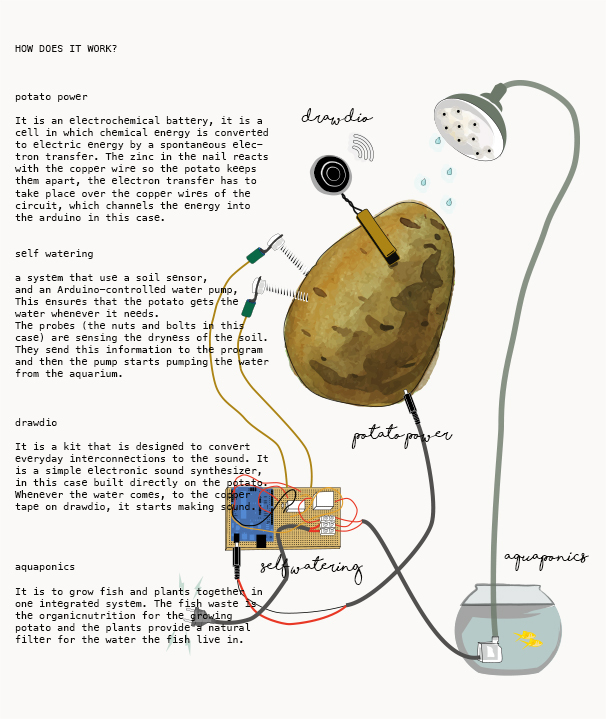 HOW DOES IT WORK?
potato power
It is an electrochemical battery, it is a
cell in which chemical energy is converted
to electric energy by a spontaneous elec-
tron transfer. The zinc in the nail reacts
with the copper wire so the potato keeps
them apart, the electron transfer has to
take place over the copper wires of the
circuit, which channels the energy into
the arduino in this case.
self watering
a system that use a soil sensor,
and an Arduino-controlled water pump,
This ensures that the potato gets the
water whenever it needs.
The probes (the nuts and bolts in this
case) are sensing the dryness of the soil.
They send this information to the program
and then the pump starts pumping the water
from the aquarium.
drawdio
It is a kit that is designed to convert
everyday interconnections to the sound. It
is a simple electronic sound synthesizer,
in this case built directly on the potato.
Whenever the water comes, to the copper
tape on drawdio, it starts making sound.
aquaponics
It is to grow fish and plants together in
one integrated system. The fish waste is
the organicnutrition for the growing
potato and the plants provide a natural
filter for the water the fish live in.
drawdio
potato power
self watering
aquaponics